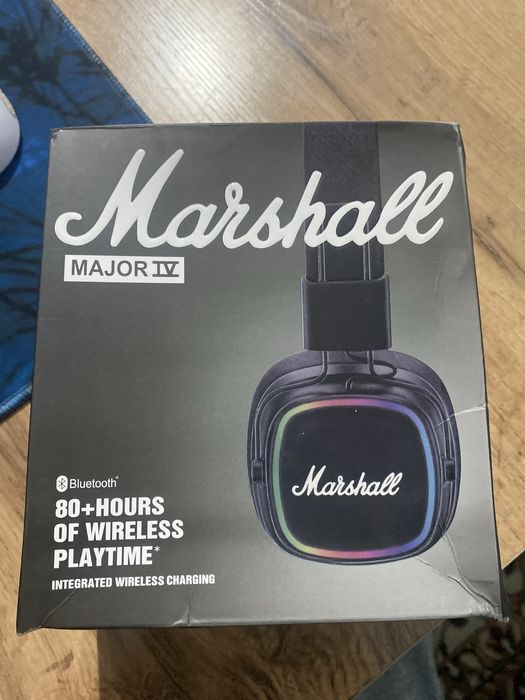 Marshall
MAJOR IV
Marshall
Bluetooth®
80+HOURS
OF WIRELESS
PLAYTIME*
INTEGRATED WIRELESS CHARGING